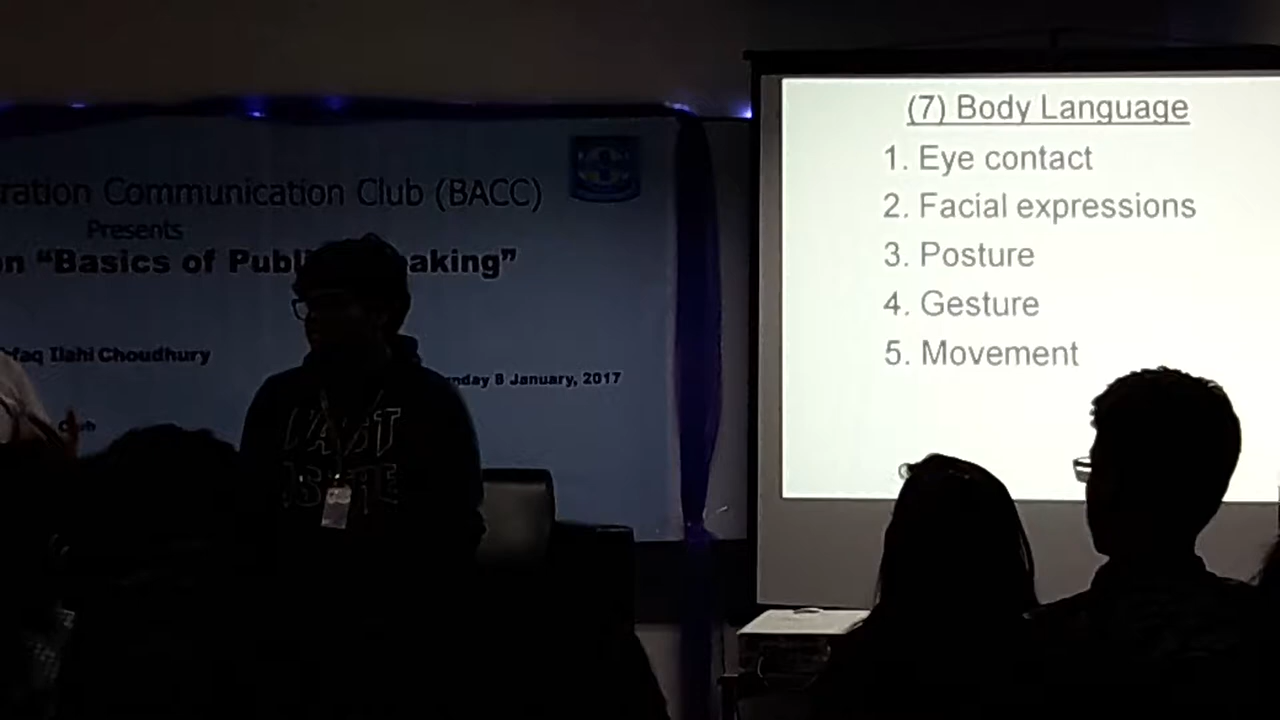 ration Communication Club (BACC)
Presents
on "Basics of Publi aking"
faq Ilahi Choudhury
nday 8 January, 2017
(7) Body Language
1. Eye contact
2. Facial expressions
3. Posture
4. Gesture
5. Movement